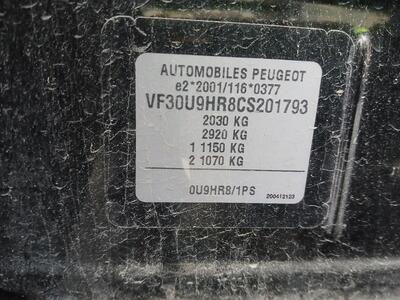 AUTOMOBILES PEUGEOT
e2*2001/116*0377
VF30U9HR8CS201793
2030 KG
2920 KG
1 1150 KG
2 1070 KG
0U9HR8/1PS
200412123